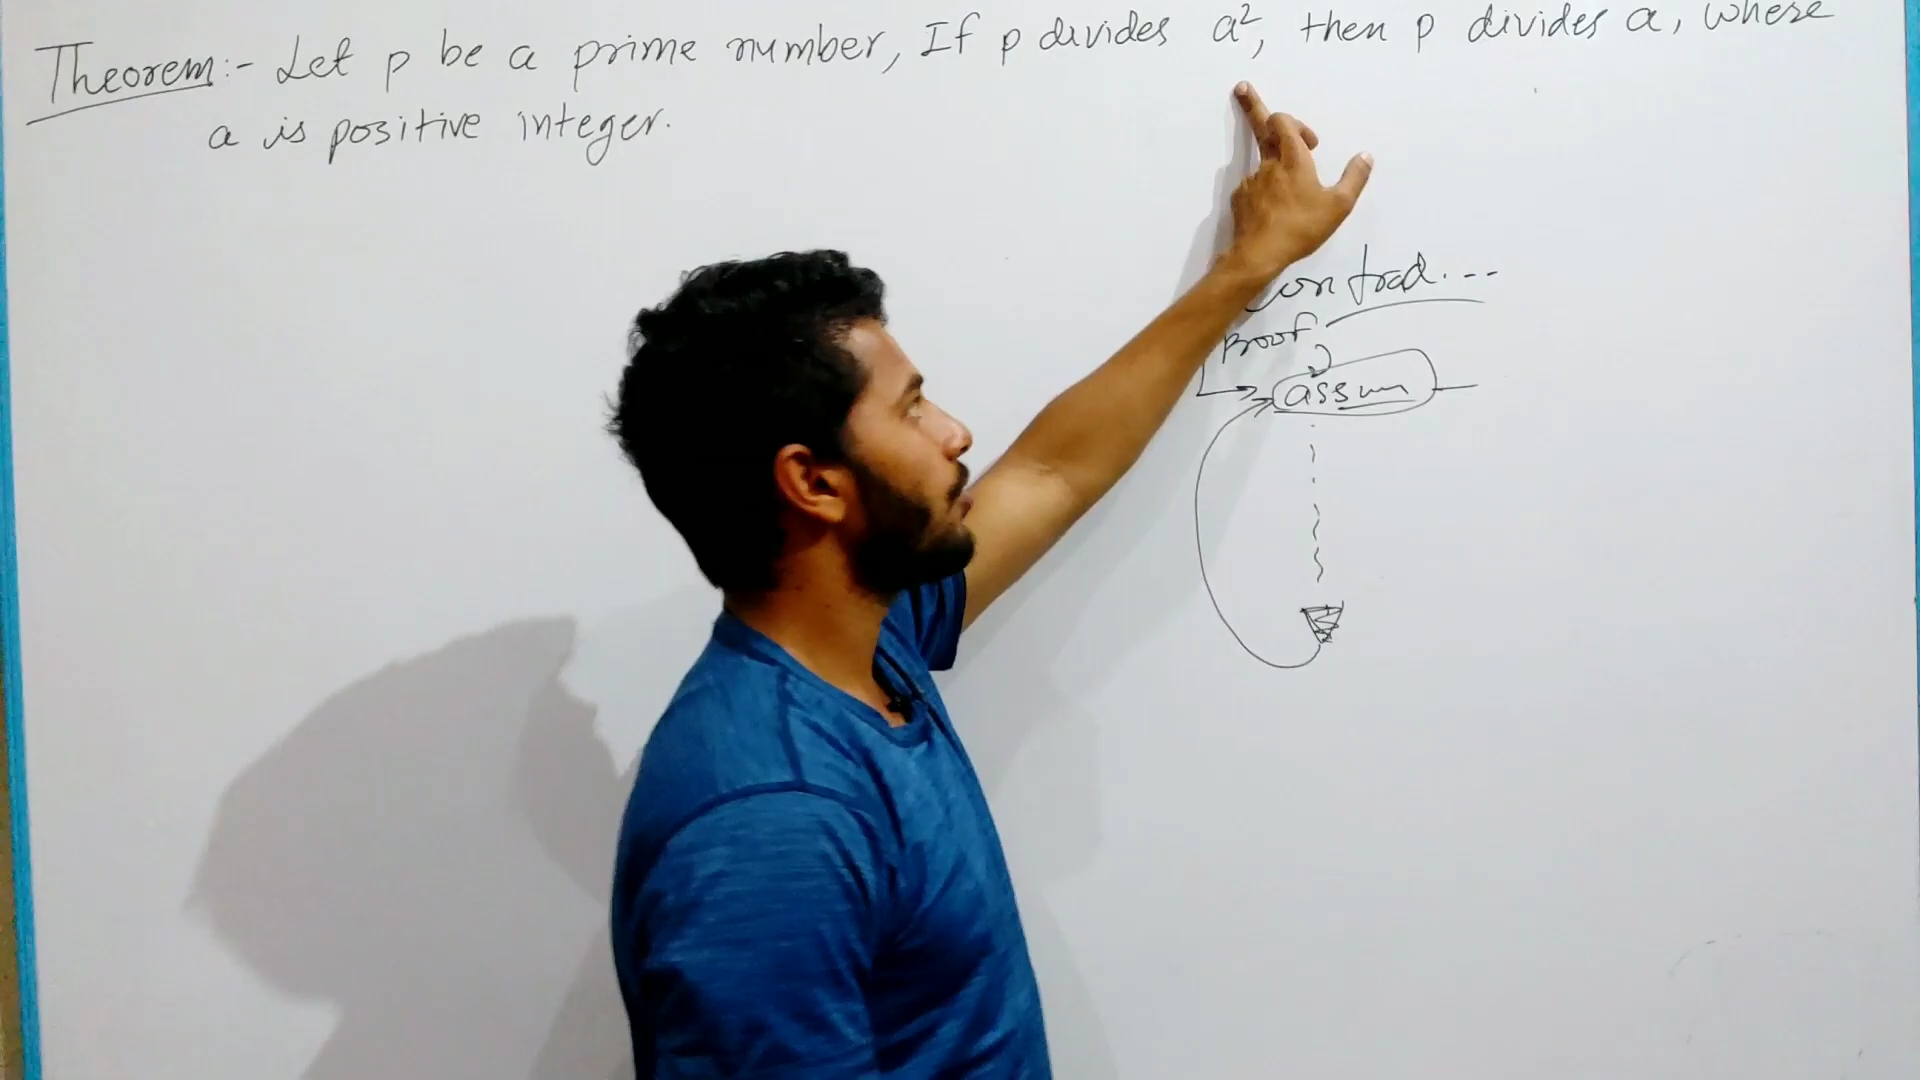 Theorem:- Let p be a prime number, If p divides a², then p divides a, where
a is positive integer.
contrad...
Proof
assum